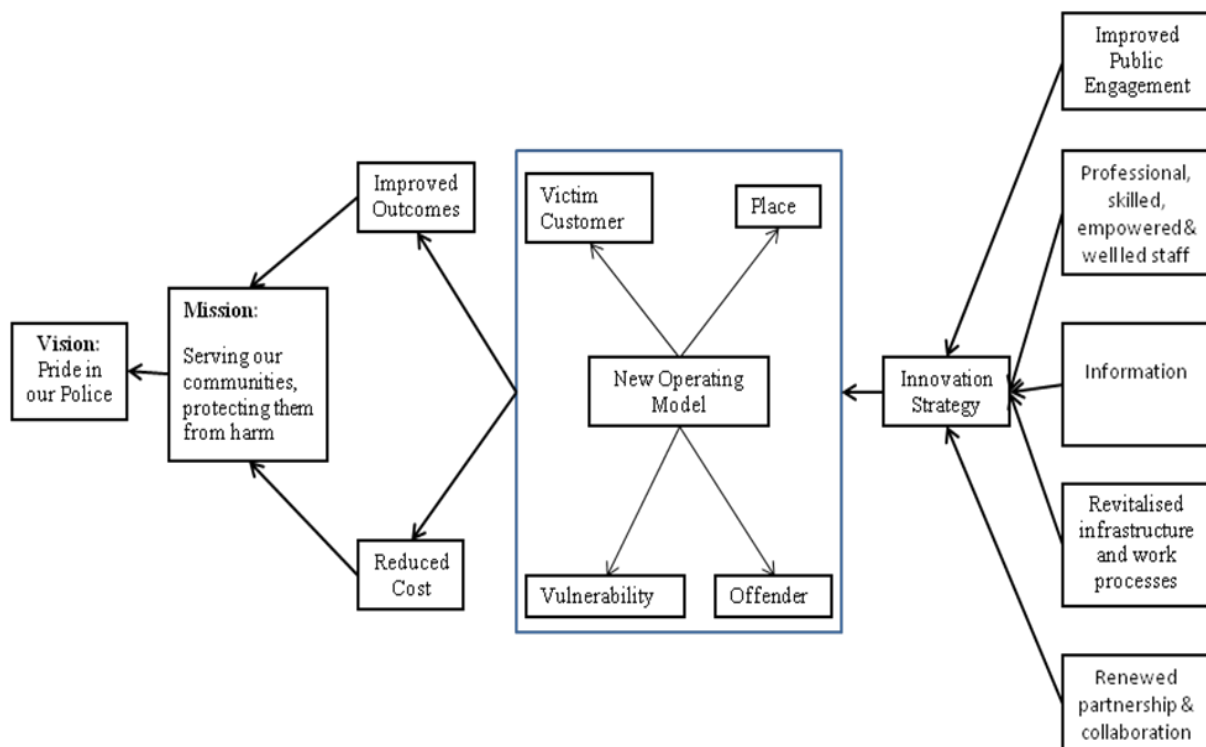 Vision:
Pride in
our Police
Mission:
Serving our
communities,
protecting them
from harm
Improved
Outcomes
Reduced
Cost
Victim
Customer
Place
New Operating
Model
Vulnerability
Offender
Innovation
Strategy
Improved
Public
Engagement
Professional,
skilled,
empowered &
well led staff
Information
Revitalised
infrastructure
and work
processes
Renewed
partnership &
collaboration